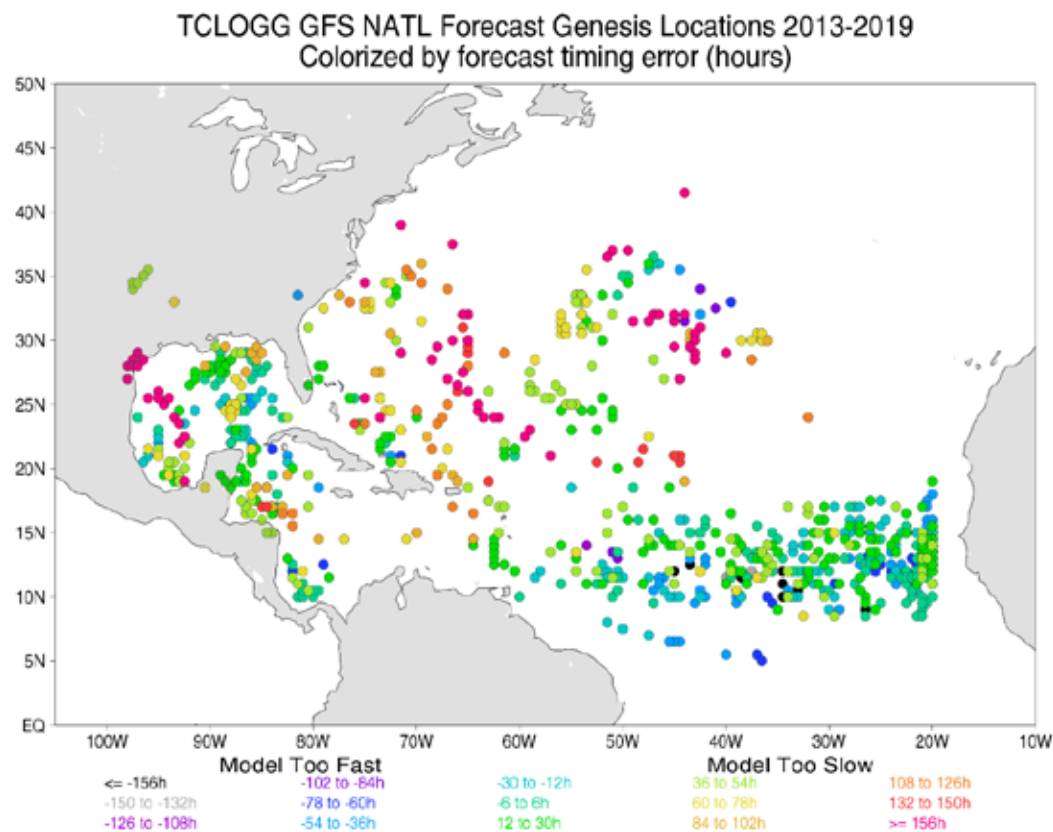 TCLOGG GFS NATL Forecast Genesis Locations 2013-2019
Colorized by forecast timing error (hours)
50N
45N
40N
35N
30N
25N
20N
15N
10N
5N
EQ
100W 90W 80W 70W 60W 50W 40W 30W 20W 10W
Model Too Fast Model Too Slow
<= -156h -102 to -84h -30 to -12h 36 to 54h 108 to 126h
-150 to -132h -78 to -60h -6 to 6h 60 to 78h 132 to 150h
-126 to -108h -54 to -36h 12 to 30h 84 to 102h >= 156h